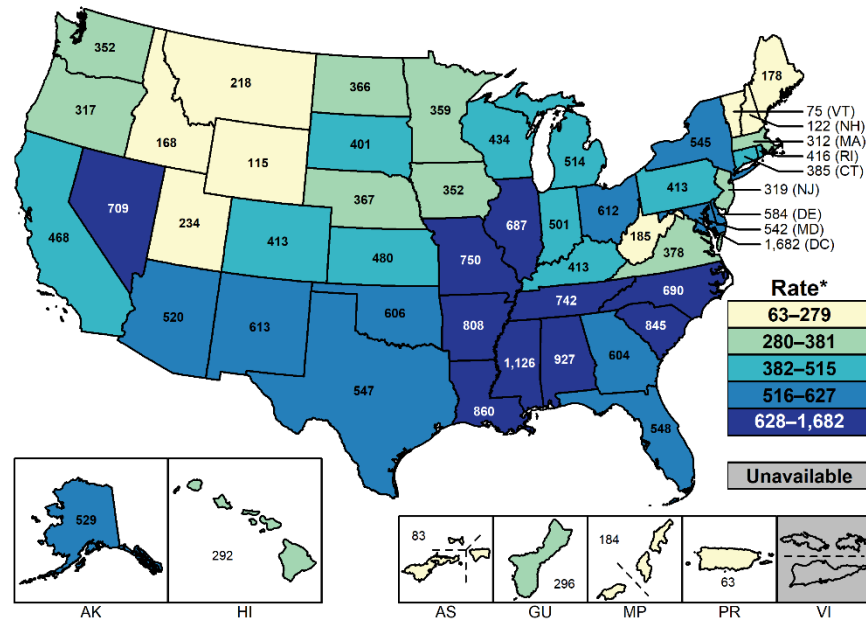 352
317
168
218
115
366
401
367
359
352
434
514
545
178
75 (VT)
122 (NH)
312 (MA)
416 (RI)
385 (CT)
319 (NJ)
584 (DE)
542 (MD)
1,682 (DC)
468
709
234
413
480
750
687
501
612
413
185
378
413
520
613
606
808
742
690
845
547
860
1,126
927
604
548
Rate*
63–279
280–381
382–515
516–627
628–1,682
Unavailable
529
292
83
296
184
63
AK
HI
AS
GU
MP
PR
VI